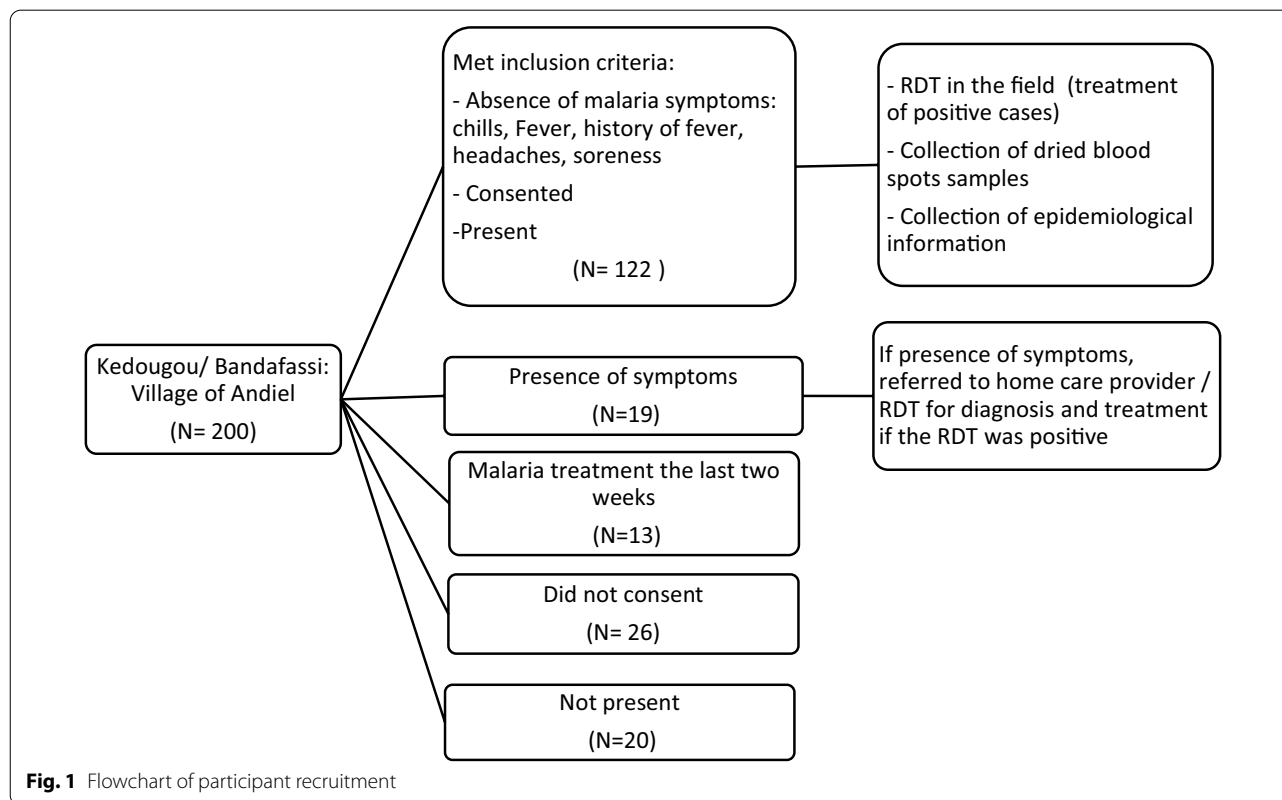 Met inclusion criteria:
- Absence of malaria symptoms:
chills, Fever, history of fever,
headaches, soreness
- Consented
-Present
(N= 122 )
- RDT in the field  (treatment
of positive cases)
- Collection of dried blood
spots samples
- Collection of epidemiological
information
Kedougou/ Bandafassi:
Village of Andiel
(N= 200)
Presence of symptoms
(N=19)
If presence of symptoms,
referred to home care provider /
RDT for diagnosis and treatment
if the RDT was positive
Malaria treatment the last two
weeks
(N=13)
Did not consent
(N= 26)
Not present
(N=20)
Fig. 1 Flowchart of participant recruitment